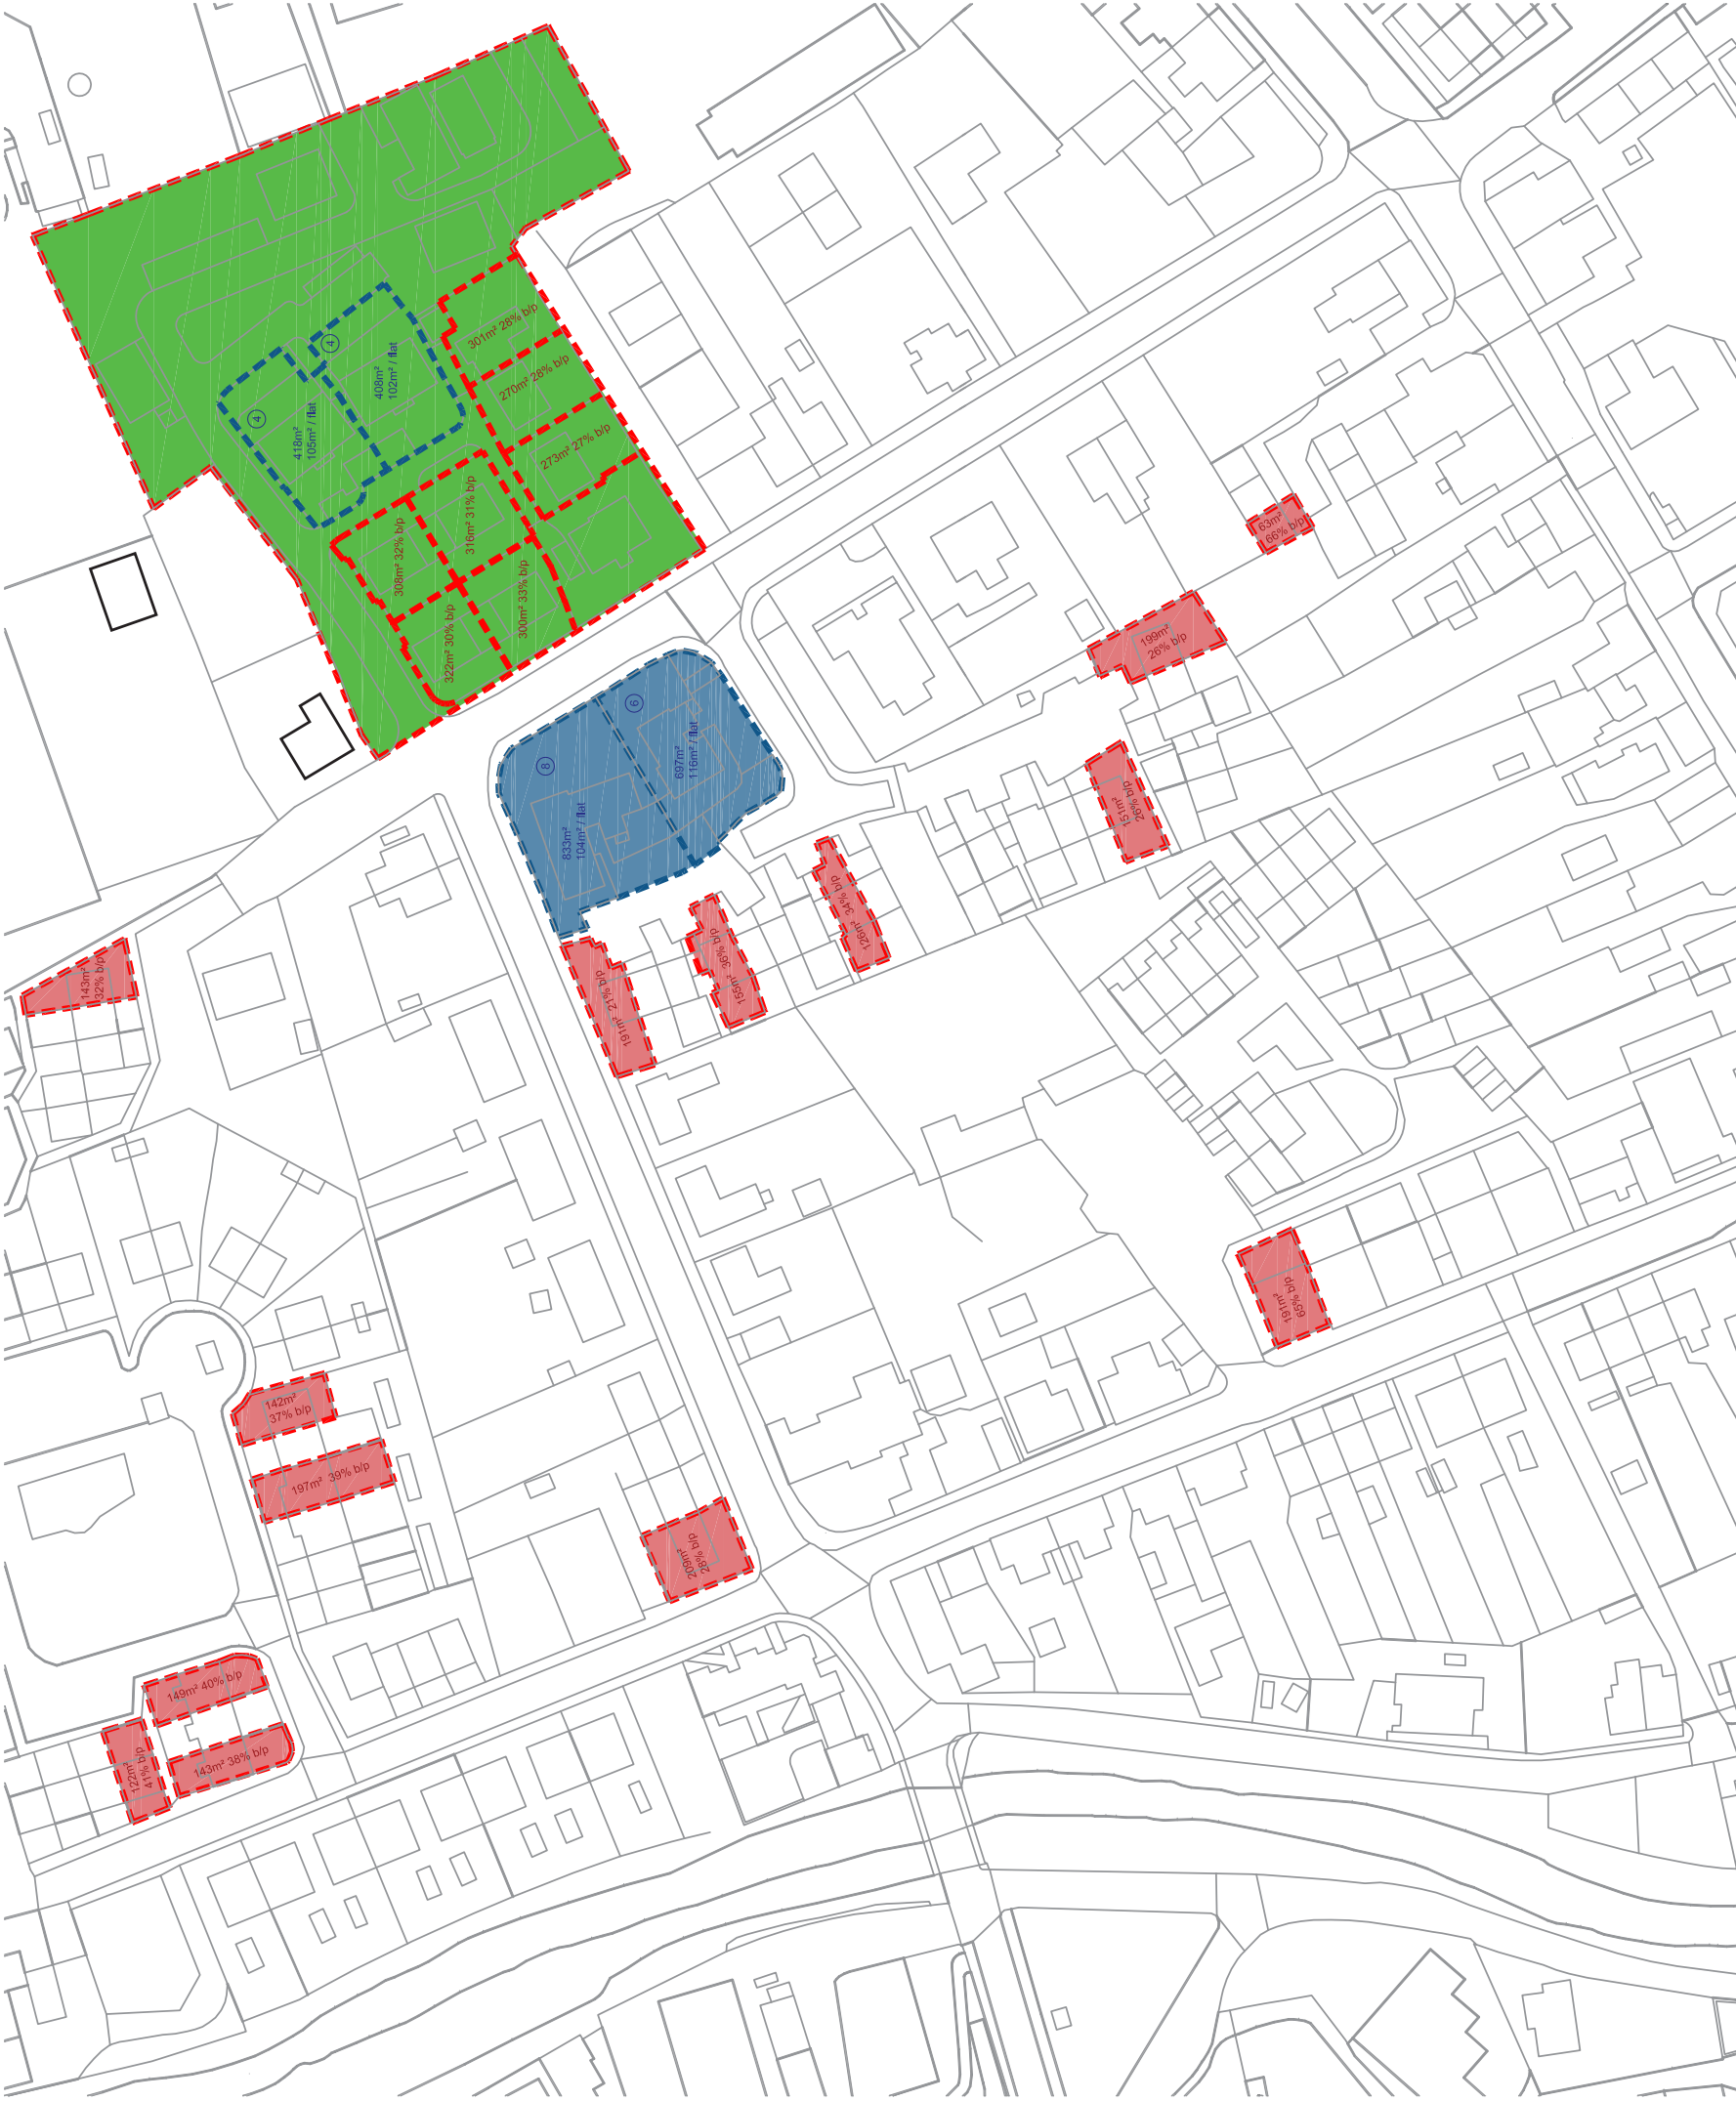 301m² 28% b/p
270m² 28% b/p
273m² 27% b/p
4
408m²
102m² / flat
4
418m²
105m² / flat
316m² 31% b/p
308m² 32% b/p
300m² 33% b/p
322m² 30% b/p
63m²
66% b/p
199m²
26% b/p
6
697m²
116m² / flat
8
833m²
104m² / flat
151m²
26% b/p
126m² 34% b/p
155m² 36% b/p
191m² 21% b/p
143m²
32% b/p
191m²
65% b/p
142m²
37% b/p
197m² 39% b/p
209m²
28% b/p
149m² 40% b/p
143m² 38% b/p
122m²
41% b/p